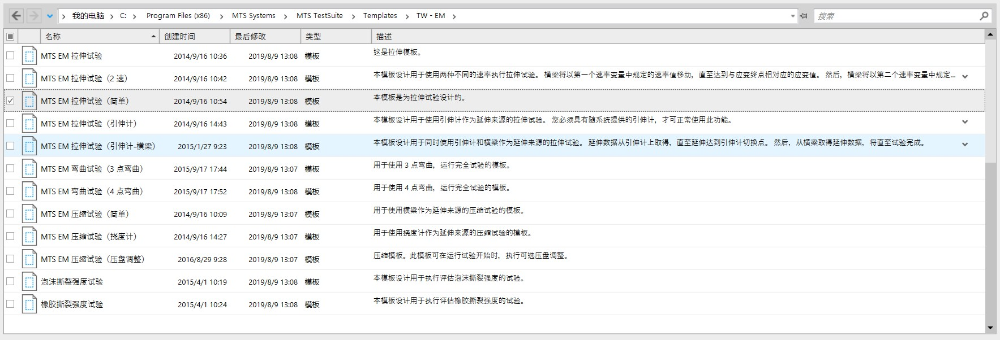 我的电脑 C: Program Files (x86) MTS Systems MTS TestSuite Templates TW - EM 搜索
名称 创建时间 最后修改 类型 描述
MTS EM 拉伸试验 2014/9/16 10:36 2019/8/9 13:08 模板 这是拉伸模板。
MTS EM 拉伸试验（2 速） 2014/9/16 10:42 2019/8/9 13:08 模板 本模板设计用于使用两种不同的速率执行拉伸试验。 横梁将以第一个速率变量中规定的速率值移动，直至达到与应变终点相对应的应变值。 然后，横梁将以第二个速率变量中规定...
MTS EM 拉伸试验（简单） 2014/9/16 10:54 2019/8/9 13:08 模板 本模板是为拉伸试验设计的。
MTS EM 拉伸试验（引伸计） 2014/9/16 14:43 2019/8/9 13:08 模板 本模板设计用于使用引伸计作为延伸来源的拉伸试验。 您必须具有随系统提供的引伸计，才可正常使用此功能。
MTS EM 拉伸试验（引伸计-横梁） 2015/1/27 9:23 2019/8/9 13:08 模板 本模板设计用于同时使用引伸计和横梁作为延伸来源的拉伸试验。 延伸数据从引伸计上取得，直至延伸达到引伸计切换点。 然后，从横梁取得延伸数据，将直至试验完成。
MTS EM 弯曲试验（3 点弯曲） 2015/9/17 17:44 2019/8/9 13:07 模板 用于使用 3 点弯曲，运行完全试验的模板。
MTS EM 弯曲试验（4 点弯曲） 2015/9/17 17:52 2019/8/9 13:08 模板 用于使用 4 点弯曲，运行完全试验的模板。
MTS EM 压缩试验（简单） 2014/9/16 10:09 2019/8/9 13:07 模板 用于使用横梁作为延伸来源的压缩试验的模板。
MTS EM 压缩试验（挠度计） 2014/9/16 14:27 2019/8/9 13:07 模板 用于使用挠度计作为延伸来源的压缩试验的模板。
MTS EM 压缩试验（压盘调整） 2016/8/29 9:28 2019/8/9 13:07 模板 压缩模板。此模板可在运行试验开始时，执行可选压盘调整。
泡沫撕裂强度试验 2015/4/1 10:19 2019/8/9 13:08 模板 本模板设计用于执行评估泡沫撕裂强度的试验。
橡胶撕裂强度试验 2015/4/1 10:24 2019/8/9 13:08 模板 本模板设计用于执行评估橡胶撕裂强度的试验。